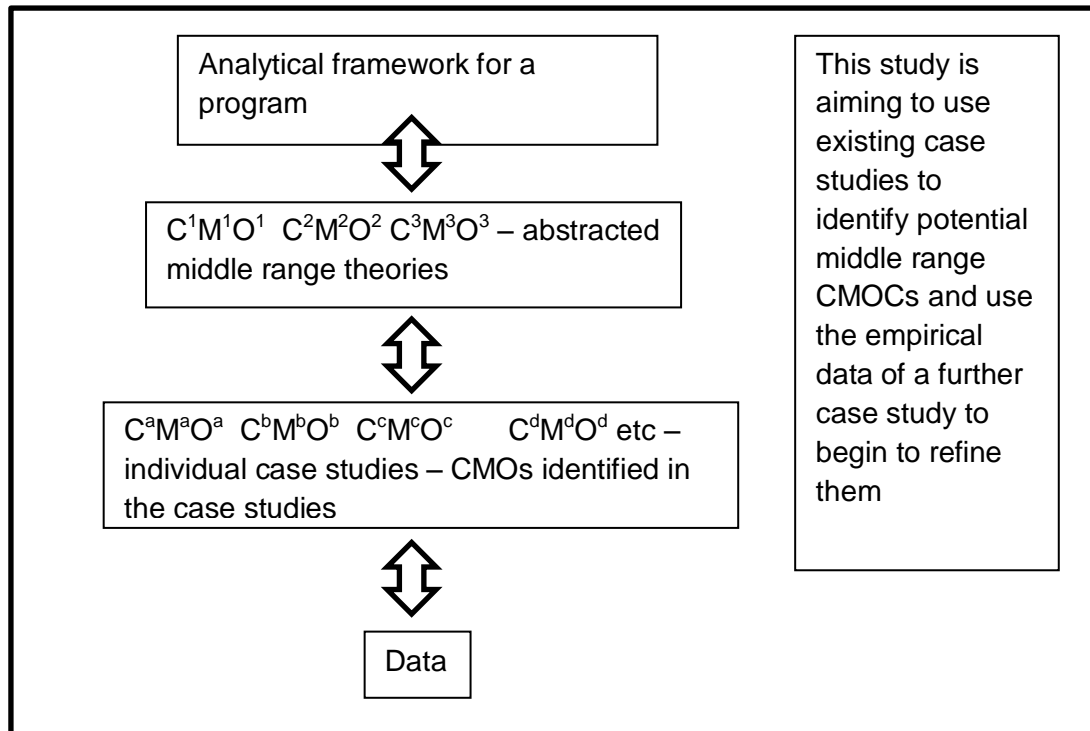 Analytical framework for a
program
C¹M¹O¹ C²M²O² C³M³O³ – abstracted
middle range theories
CᵃMᵃOᵃ CᵇMᵇOᵇ CᶜMᶜOᶜ CᵈMᵈOᵈ etc –
individual case studies – CMOs identified in
the case studies
Data
This study is
aiming to use
existing case
studies to
identify potential
middle range
CMOCs and use
the empirical
data of a further
case study to
begin to refine
them